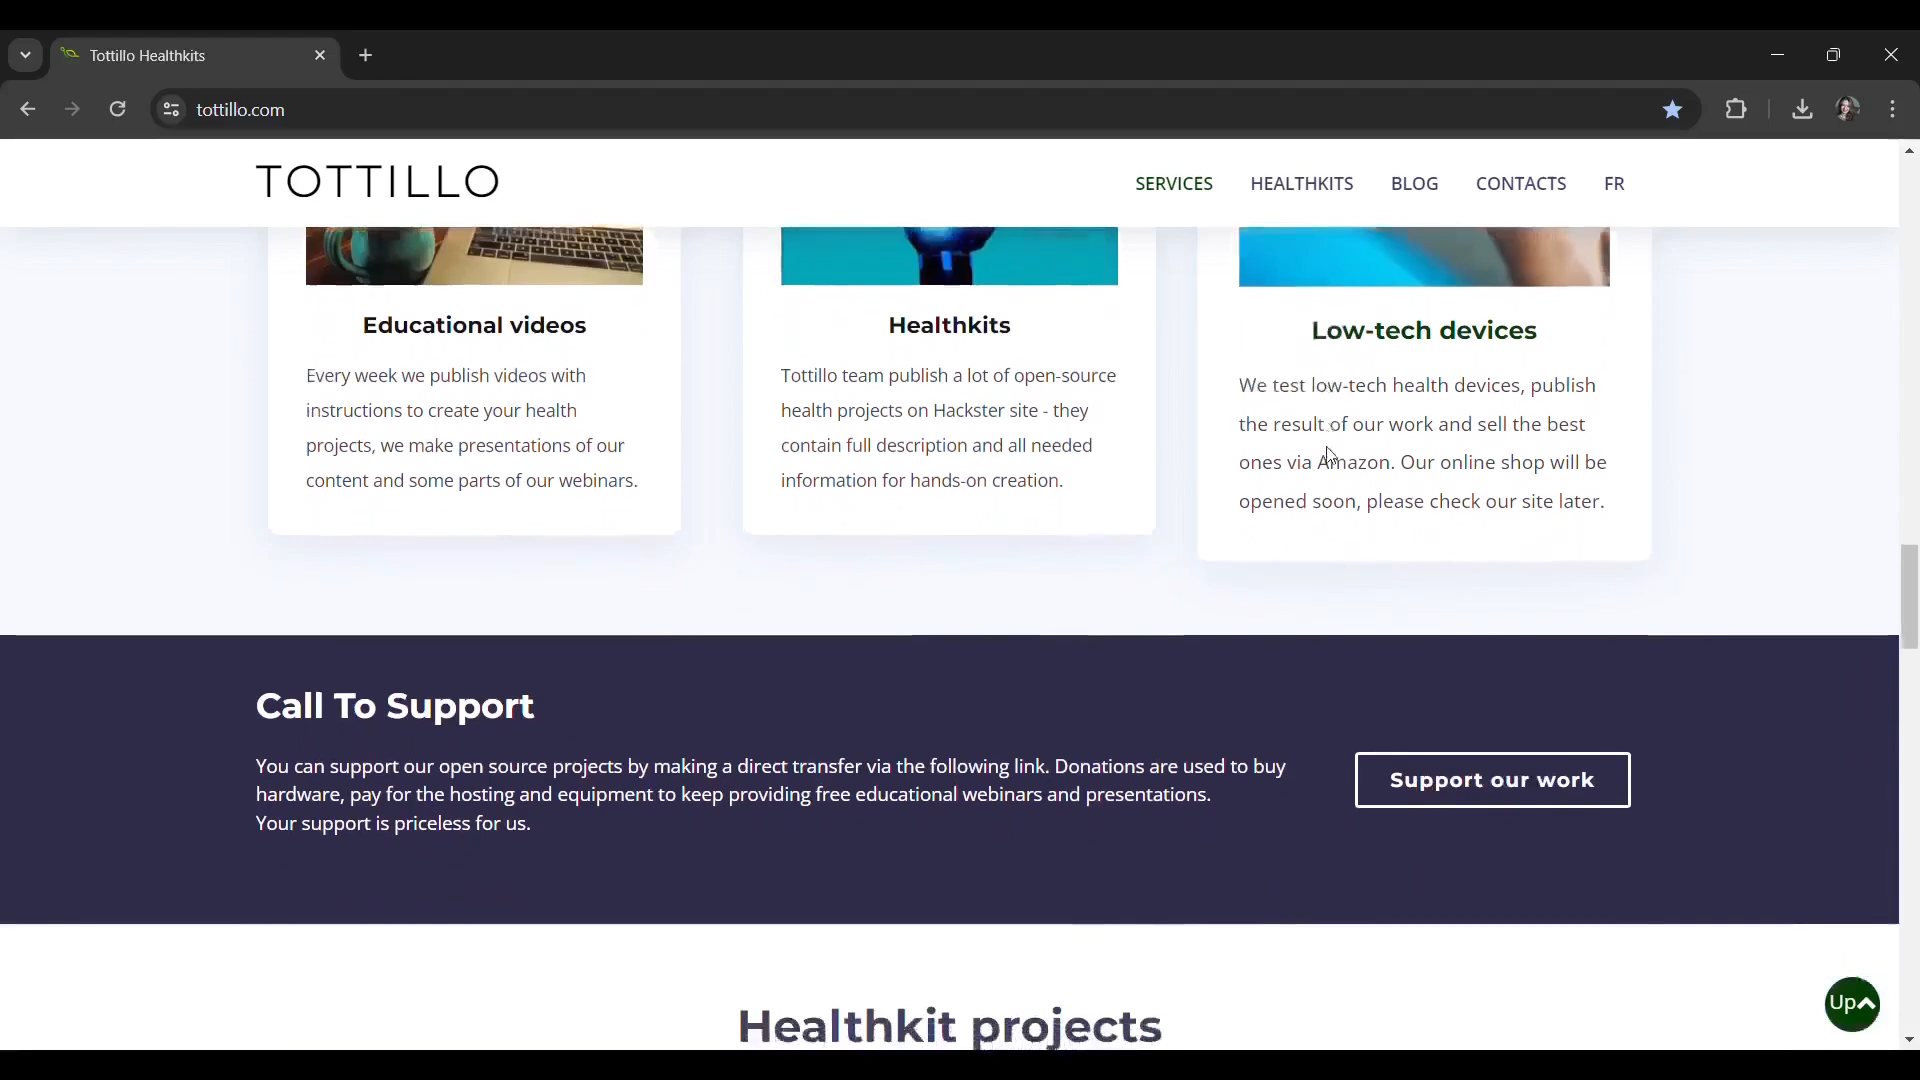 Tottillo Healthkits
tottillo.com
TOTTILLO
SERVICES HEALTHKITS BLOG CONTACTS FR
Educational videos
Every week we publish videos with
instructions to create your health
projects, we make presentations of our
content and some parts of our webinars.
Healthkits
Tottillo team publish a lot of open-source
health projects on Hackster site - they
contain full description and all needed
information for hands-on creation.
Low-tech devices
We test low-tech health devices, publish
the result of our work and sell the best
ones via Amazon. Our online shop will be
opened soon, please check our site later.
Call To Support
You can support our open source projects by making a direct transfer via the following link. Donations are used to buy
hardware, pay for the hosting and equipment to keep providing free educational webinars and presentations.
Your support is priceless for us.
Support our work
Up
Healthkit projects